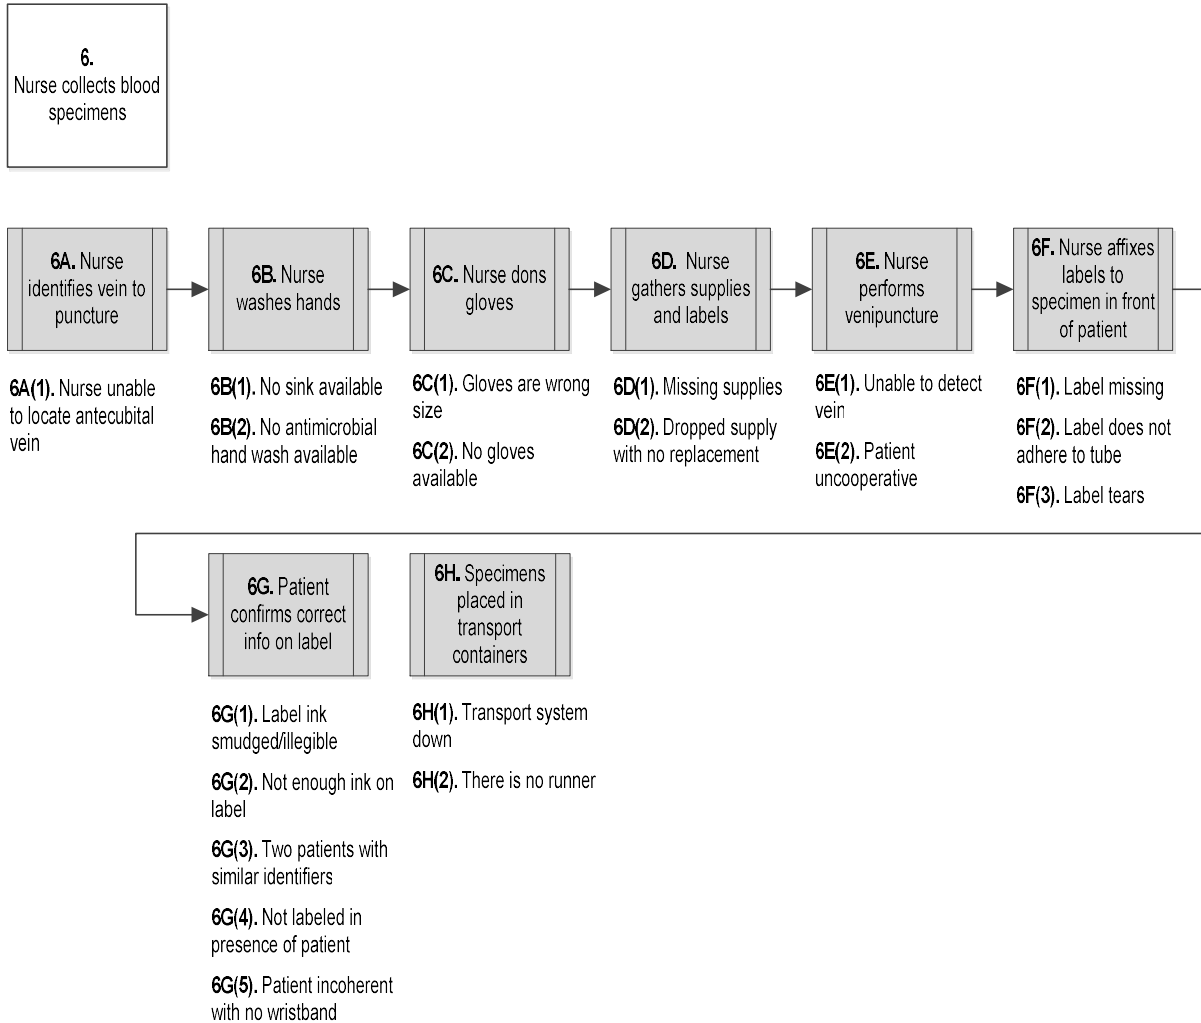 6.
Nurse collects blood
specimens
6A. Nurse
identifies vein to
puncture
6B. Nurse
washes hands
6C. Nurse dons
gloves
6D. Nurse
gathers supplies
and labels
6E. Nurse
performs
venipuncture
6F. Nurse affixes
labels to
specimen in front
of patient
6A(1). Nurse unable
to locate antecubital
vein
6B(1). No sink available
6B(2). No antimicrobial
hand wash available
6C(1). Gloves are wrong
size
6C(2). No gloves
available
6D(1). Missing supplies
6D(2). Dropped supply
with no replacement
6E(1). Unable to detect
vein
6E(2). Patient
uncooperative
6F(1). Label missing
6F(2). Label does not
adhere to tube
6F(3). Label tears
6G. Patient
confirms correct
info on label
6H. Specimens
placed in
transport
containers
6G(1). Label ink
smudged/illegible
6G(2). Not enough ink on
label
6G(3). Two patients with
similar identifiers
6G(4). Not labeled in
presence of patient
6G(5). Patient incoherent
with no wristband
6H(1). Transport system
down
6H(2). There is no runner